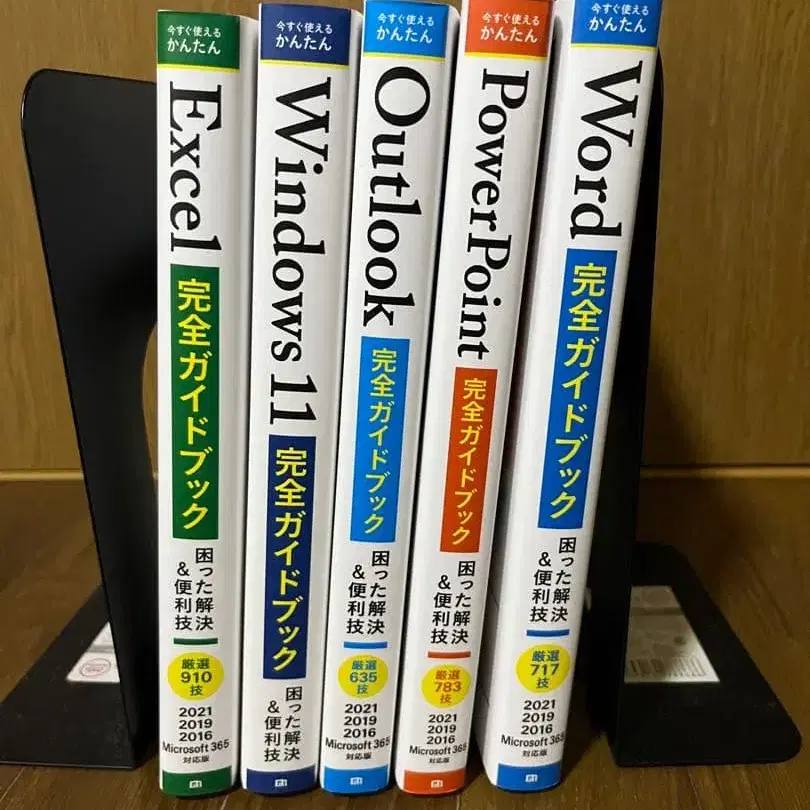 今すぐ使える
かんたん
Excel
完全ガイドブック
困った解決
&便利技
厳選
910
技
2021
2019
2016
Microsoft 365
対応版
今すぐ使える
かんたん
Windows 11
完全ガイドブック
困った解決
&便利技
今すぐ使える
かんたん
Outlook
完全ガイドブック
困った解決
&便利技
厳選
635
技
2021
2019
2016
Microsoft 365
対応版
今すぐ使える
かんたん
PowerPoint
完全ガイドブック
困った解決
&便利技
厳選
783
技
2021
2019
2016
Microsoft 365
対応版
今すぐ使える
かんたん
Word
完全ガイドブック
困った解決
&便利技
厳選
717
技
2021
2019
2016
Microsoft 365
対応版